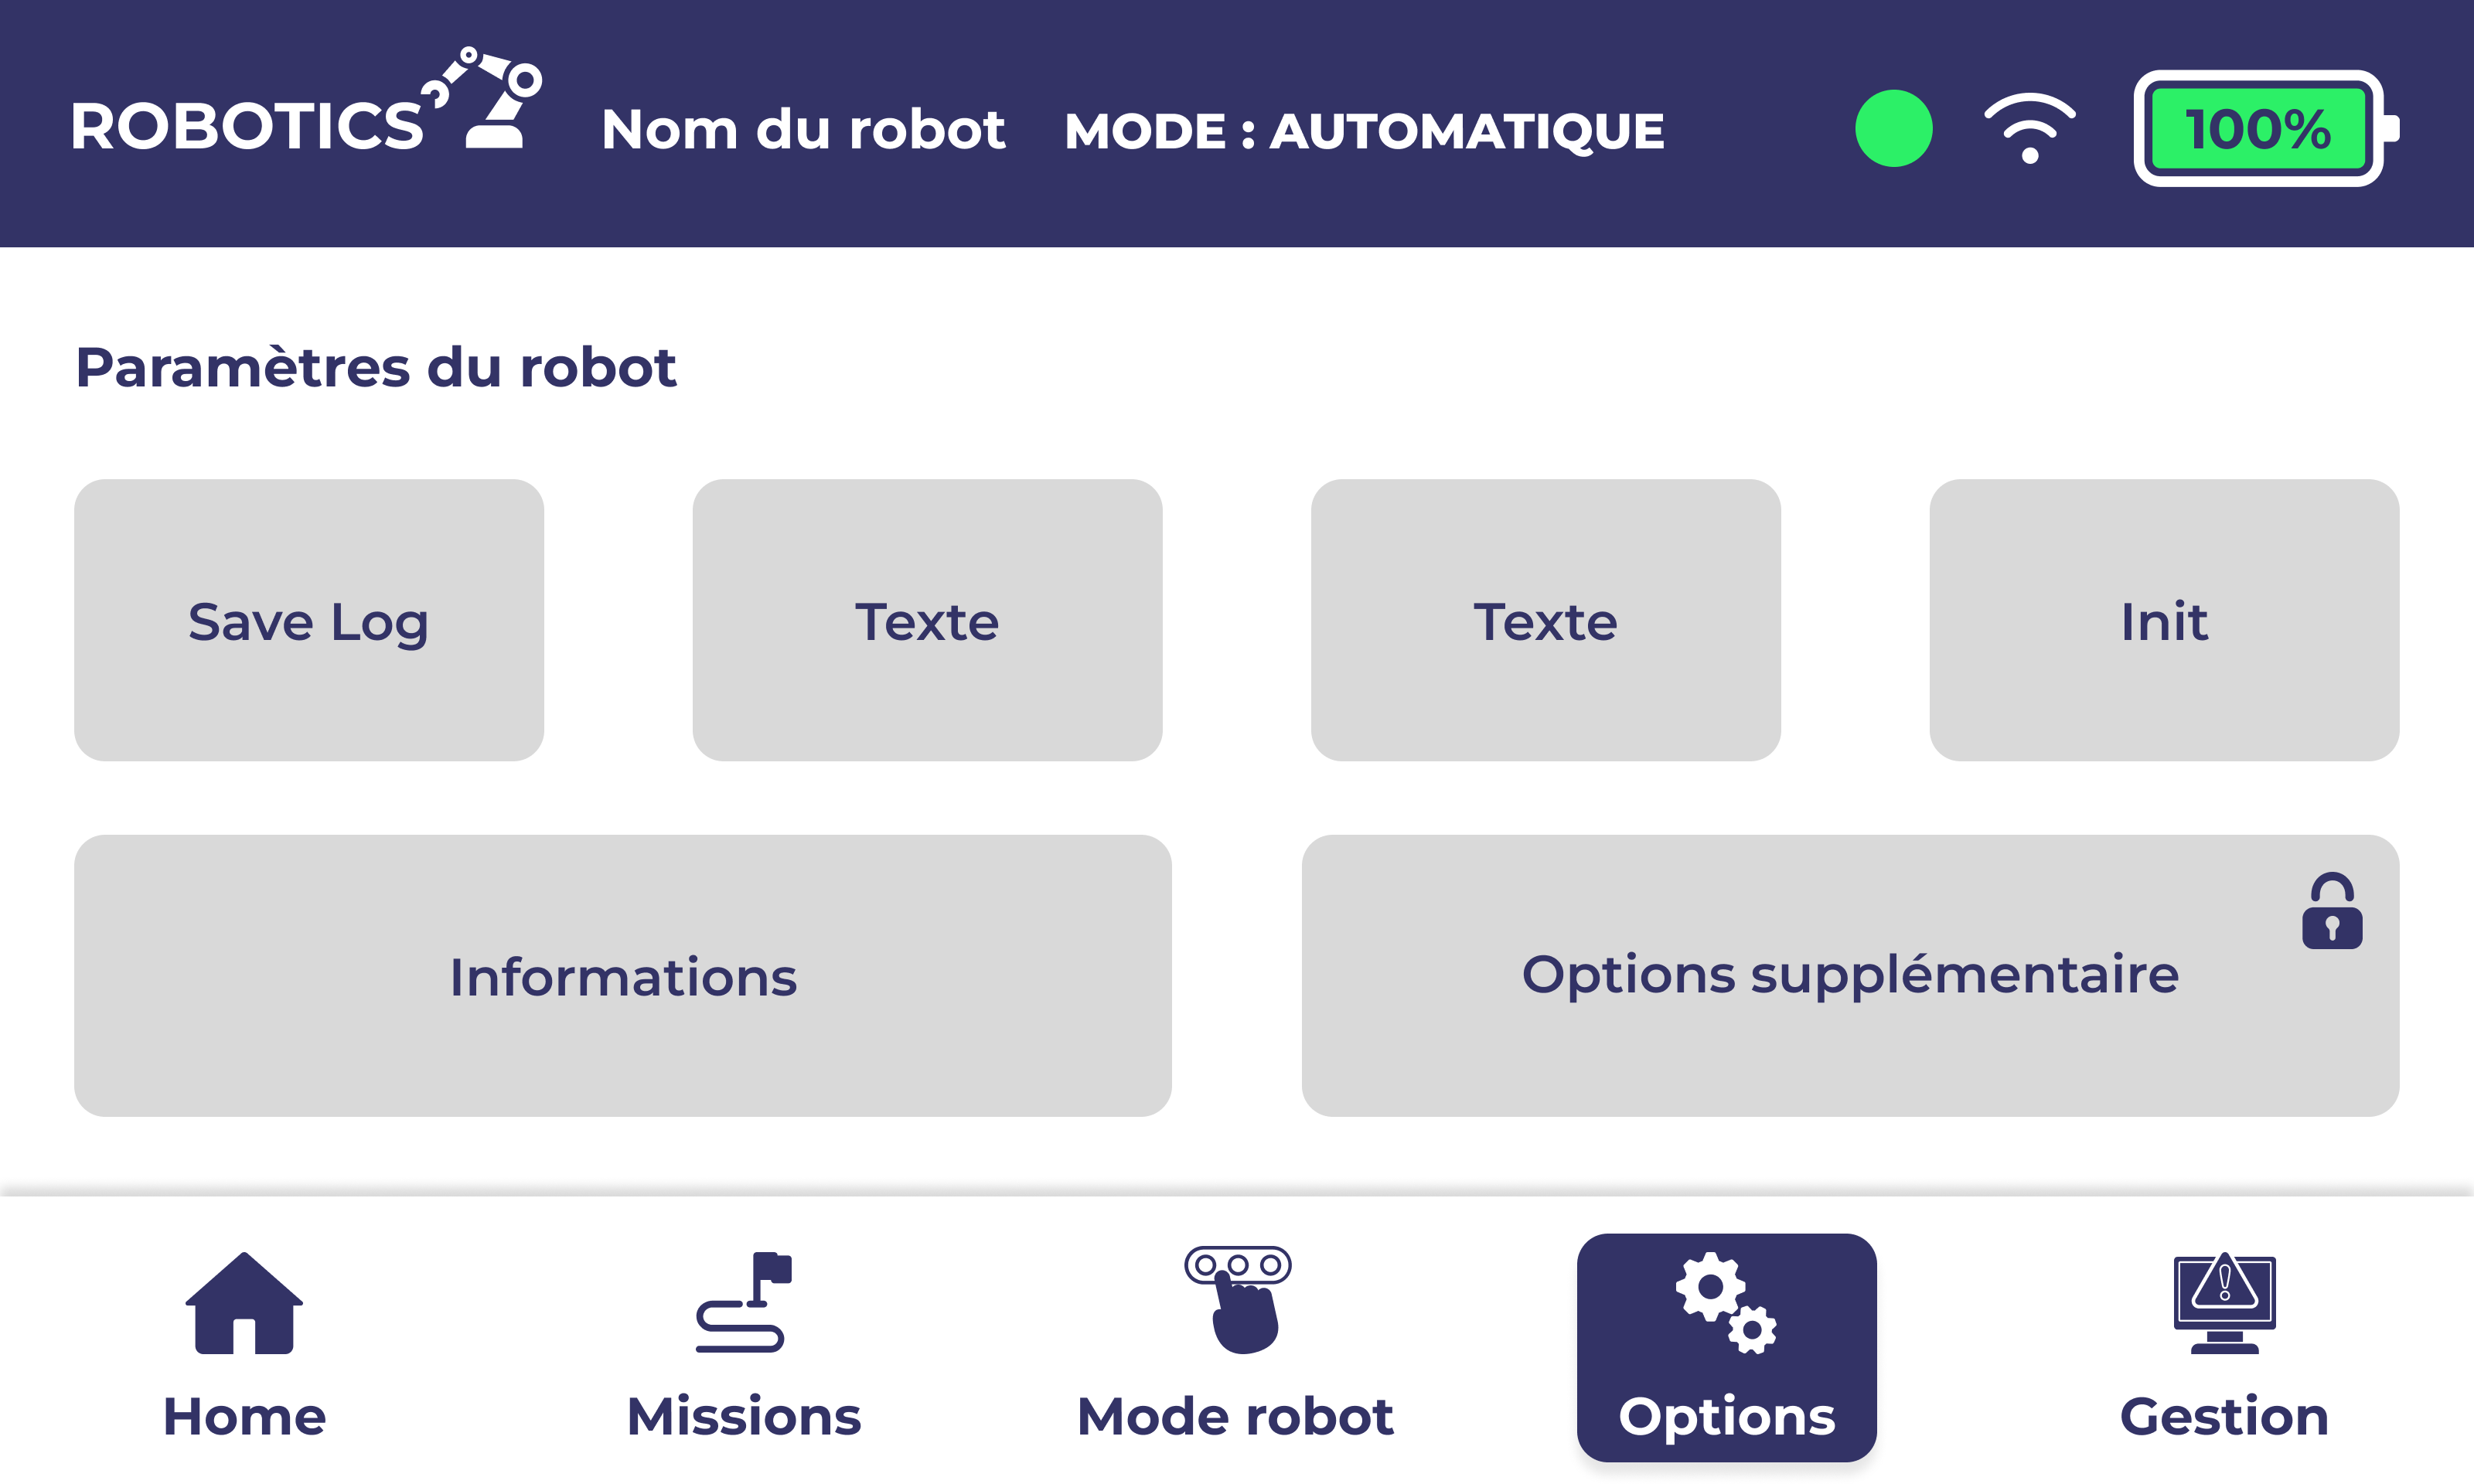 ROBOTICS Nom du robot MODE : AUTOMATIQUE 100%
Paramètres du robot
Save Log
Texte
Texte
Init
Informations
Options supplémentaire
Home
Missions
Mode robot
Options
Gestion